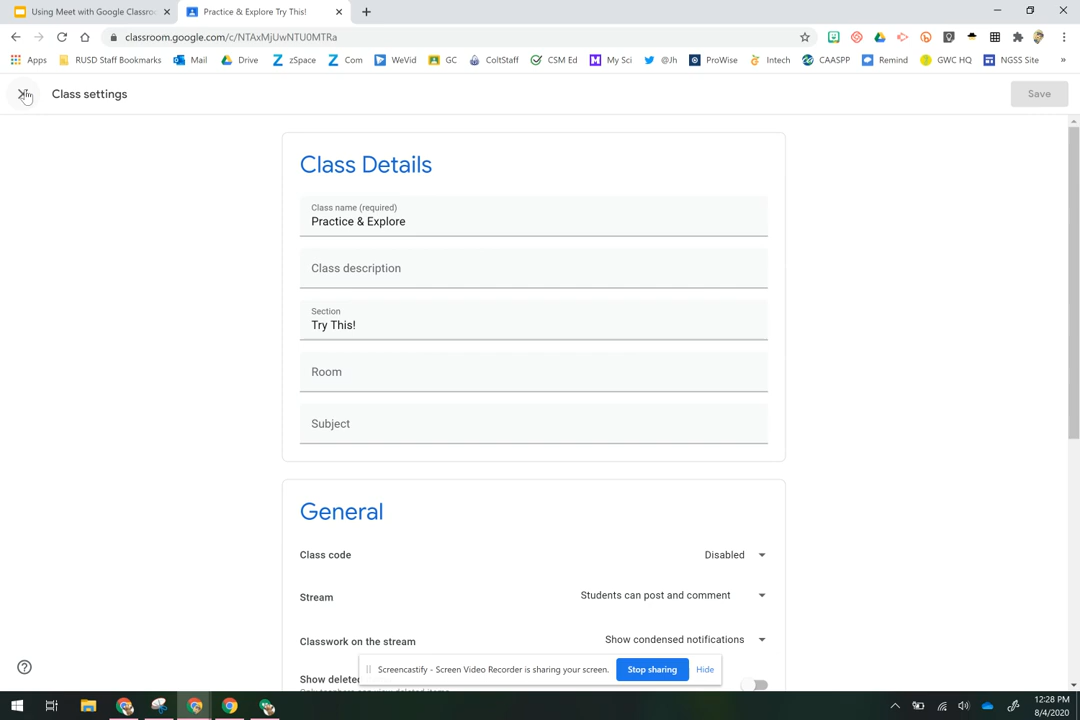 Using Meet with Google Classro
Practice & Explore Try This!
classroom.google.com/c/NTAxMjUwNTU0MTRa
Apps RUSD Staff Bookmarks Mail Drive zSpace Com WeVid GC ColtStaff CSM Ed My Sci @Jh ProWise Intech CAASPP Remind GWC HQ NGSS Site »
Class settings
Save
Class Details
Class name (required)
Practice & Explore
Class description
Section
Try This!
Room
Subject
General
Class code Disabled
Stream Students can post and comment
Classwork on the stream Show condensed notifications
Show deleted
Screencastify - Screen Video Recorder is sharing your screen. Stop sharing Hide
12:28 PM
8/4/2020